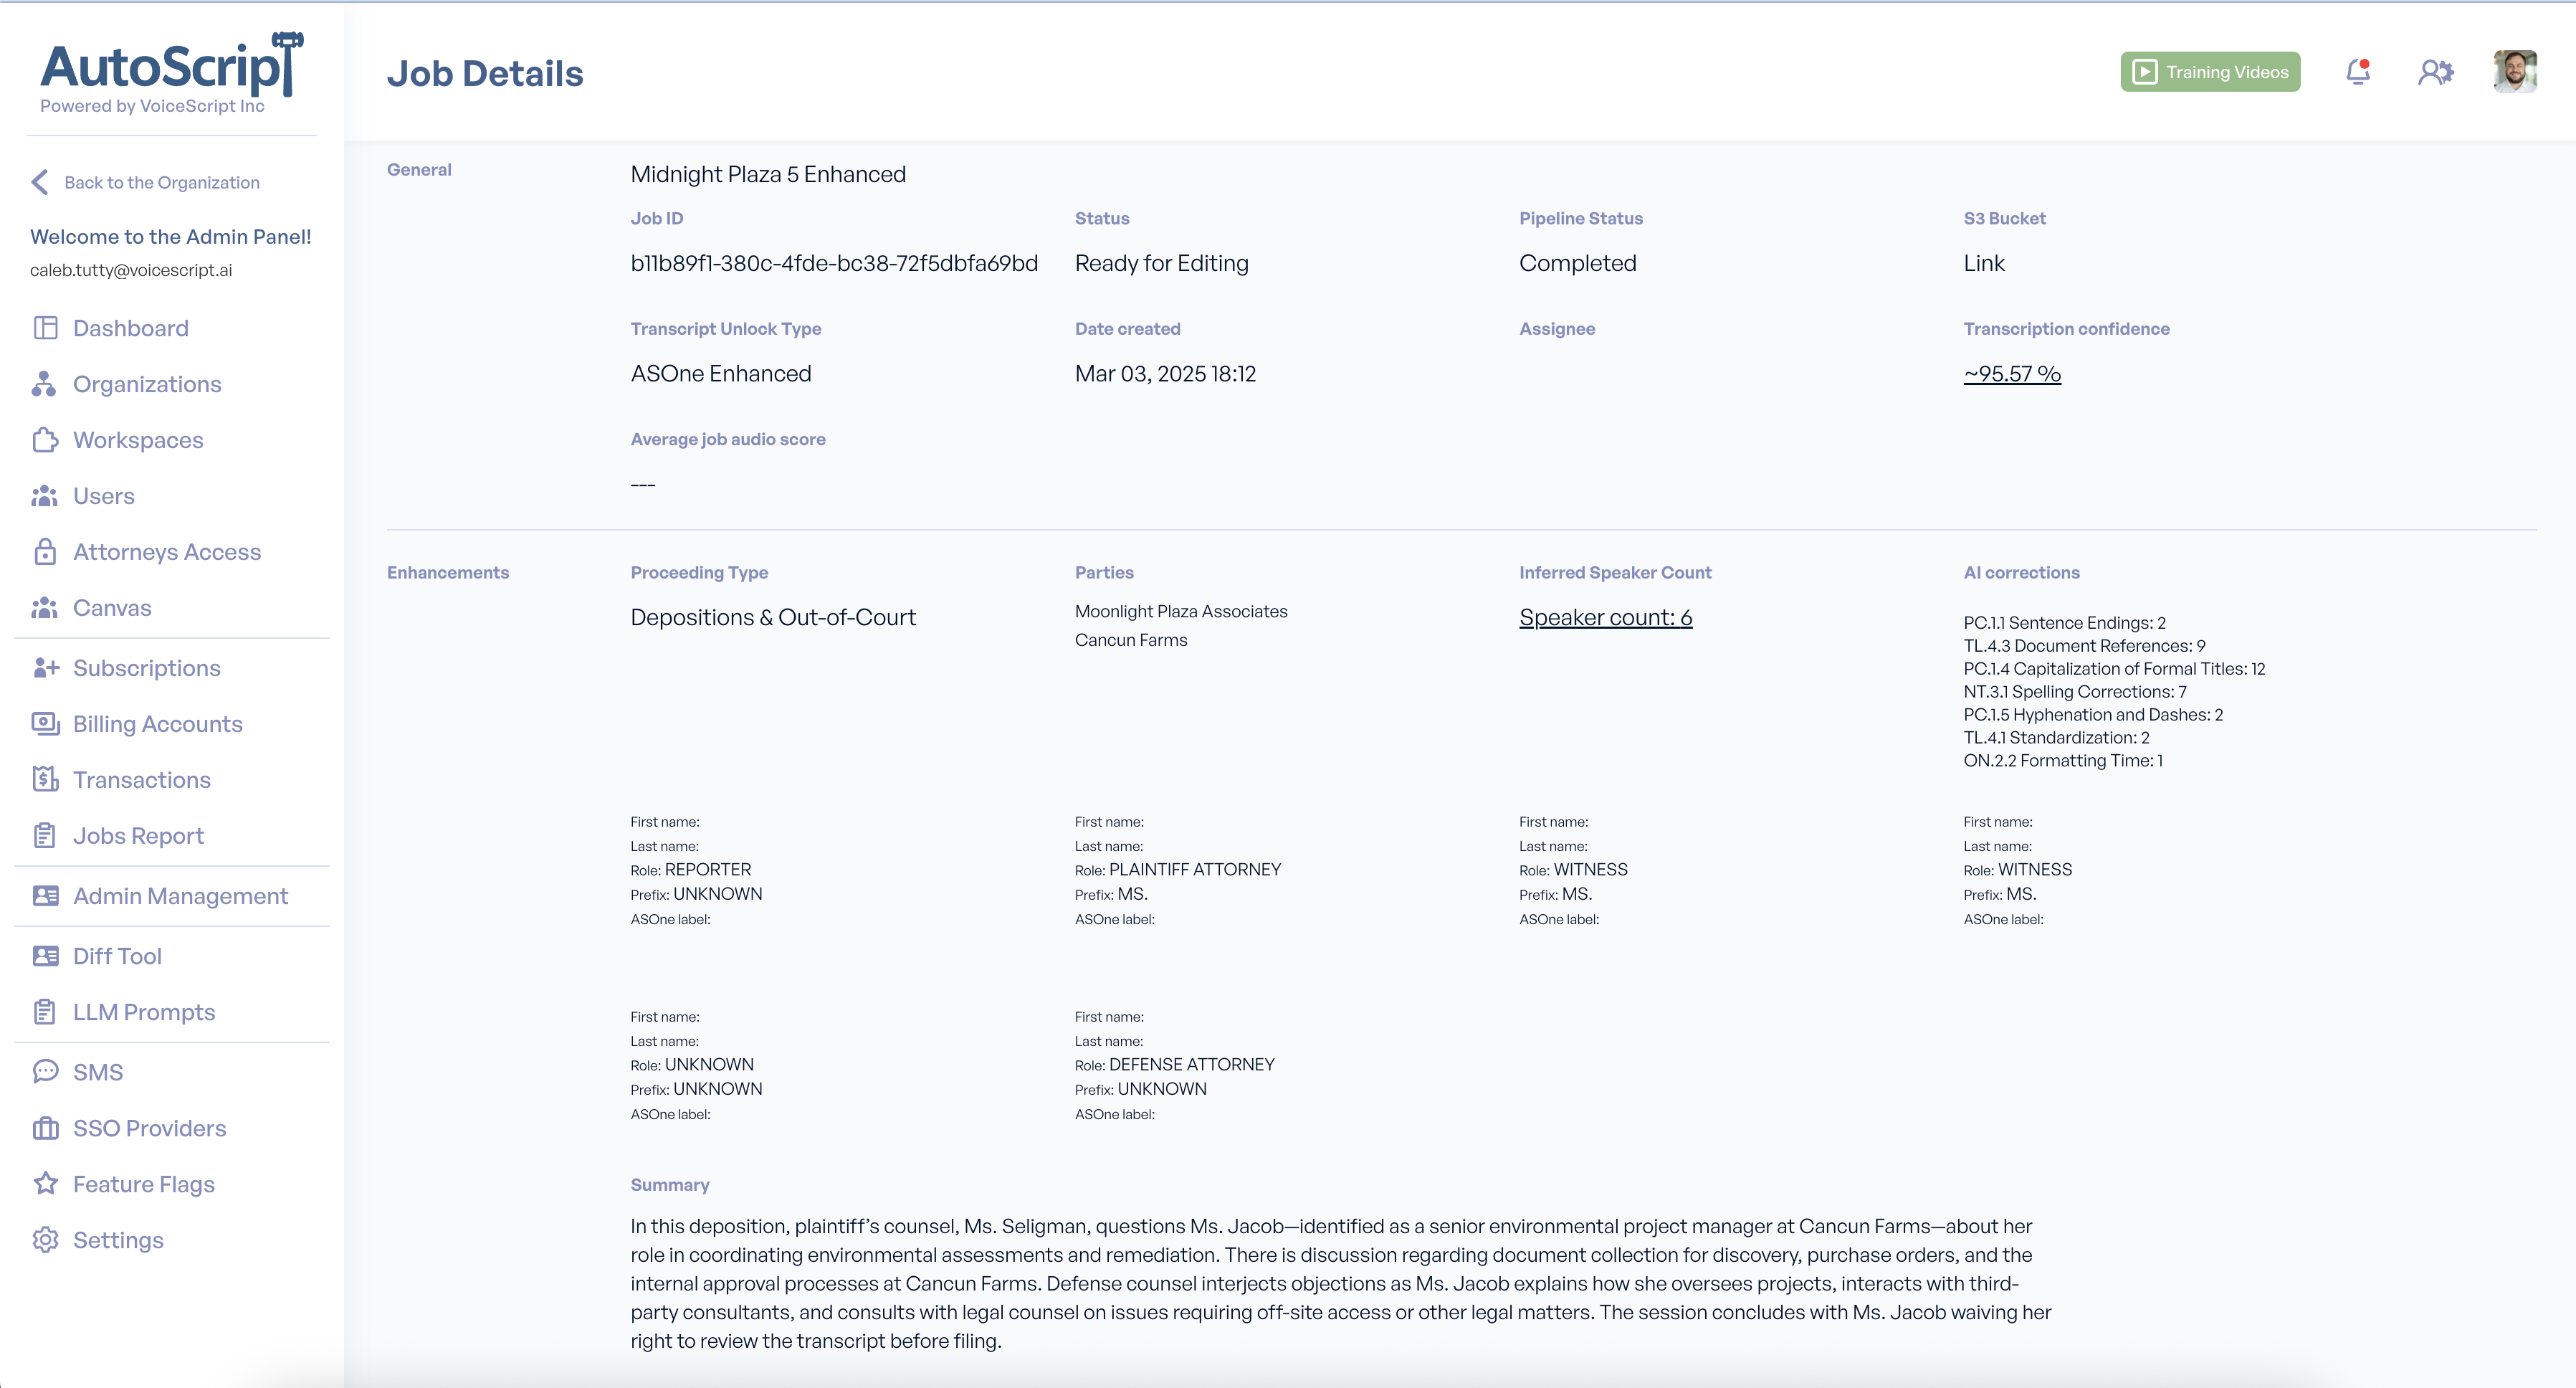 AutoScript
Powered by VoiceScript Inc
Back to the Organization
Welcome to the Admin Panel!
caleb.tutty@voicescript.ai
Dashboard
Organizations
Workspaces
Users
Attorneys Access
Canvas
Subscriptions
Billing Accounts
Transactions
Jobs Report
Admin Management
Diff Tool
LLM Prompts
SMS
SSO Providers
Feature Flags
Settings
Job Details
Training Videos
General
Midnight Plaza 5 Enhanced
Job ID
b11b89f1-380c-4fde-bc38-72f5dbfa69bd
Status
Ready for Editing
Pipeline Status
Completed
S3 Bucket
Link
Transcript Unlock Type
ASOne Enhanced
Date created
Mar 03, 2025 18:12
Assignee
Transcription confidence
~95.57 %
Average job audio score
---
Enhancements
Proceeding Type
Depositions & Out-of-Court
Parties
Moonlight Plaza Associates
Cancun Farms
Inferred Speaker Count
Speaker count: 6
AI corrections
PC.1.1 Sentence Endings: 2
TL.4.3 Document References: 9
PC.1.4 Capitalization of Formal Titles: 12
NT.3.1 Spelling Corrections: 7
PC.1.5 Hyphenation and Dashes: 2
TL.4.1 Standardization: 2
ON.2.2 Formatting Time: 1
First name:
Last name:
Role: REPORTER
Prefix: UNKNOWN
ASOne label:
First name:
Last name:
Role: PLAINTIFF ATTORNEY
Prefix: MS.
ASOne label:
First name:
Last name:
Role: WITNESS
Prefix: MS.
ASOne label:
First name:
Last name:
Role: WITNESS
Prefix: MS.
ASOne label:
First name:
Last name:
Role: UNKNOWN
Prefix: UNKNOWN
ASOne label:
First name:
Last name:
Role: DEFENSE ATTORNEY
Prefix: UNKNOWN
ASOne label:
Summary
In this deposition, plaintiff’s counsel, Ms. Seligman, questions Ms. Jacob—identified as a senior environmental project manager at Cancun Farms—about her
role in coordinating environmental assessments and remediation. There is discussion regarding document collection for discovery, purchase orders, and the
internal approval processes at Cancun Farms. Defense counsel interjects objections as Ms. Jacob explains how she oversees projects, interacts with third-
party consultants, and consults with legal counsel on issues requiring off-site access or other legal matters. The session concludes with Ms. Jacob waiving her
right to review the transcript before filing.